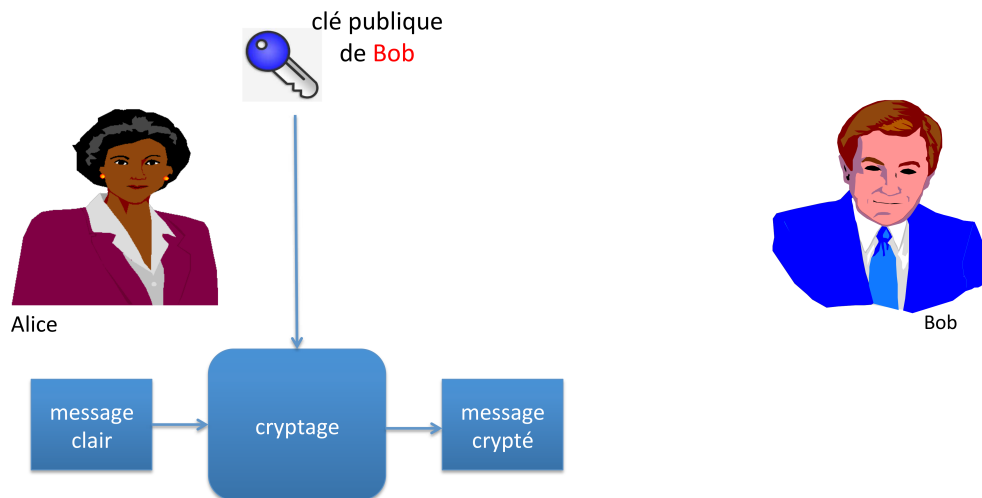 clé publique
de Bob
Alice
Bob
message
clair
cryptage
message
crypté